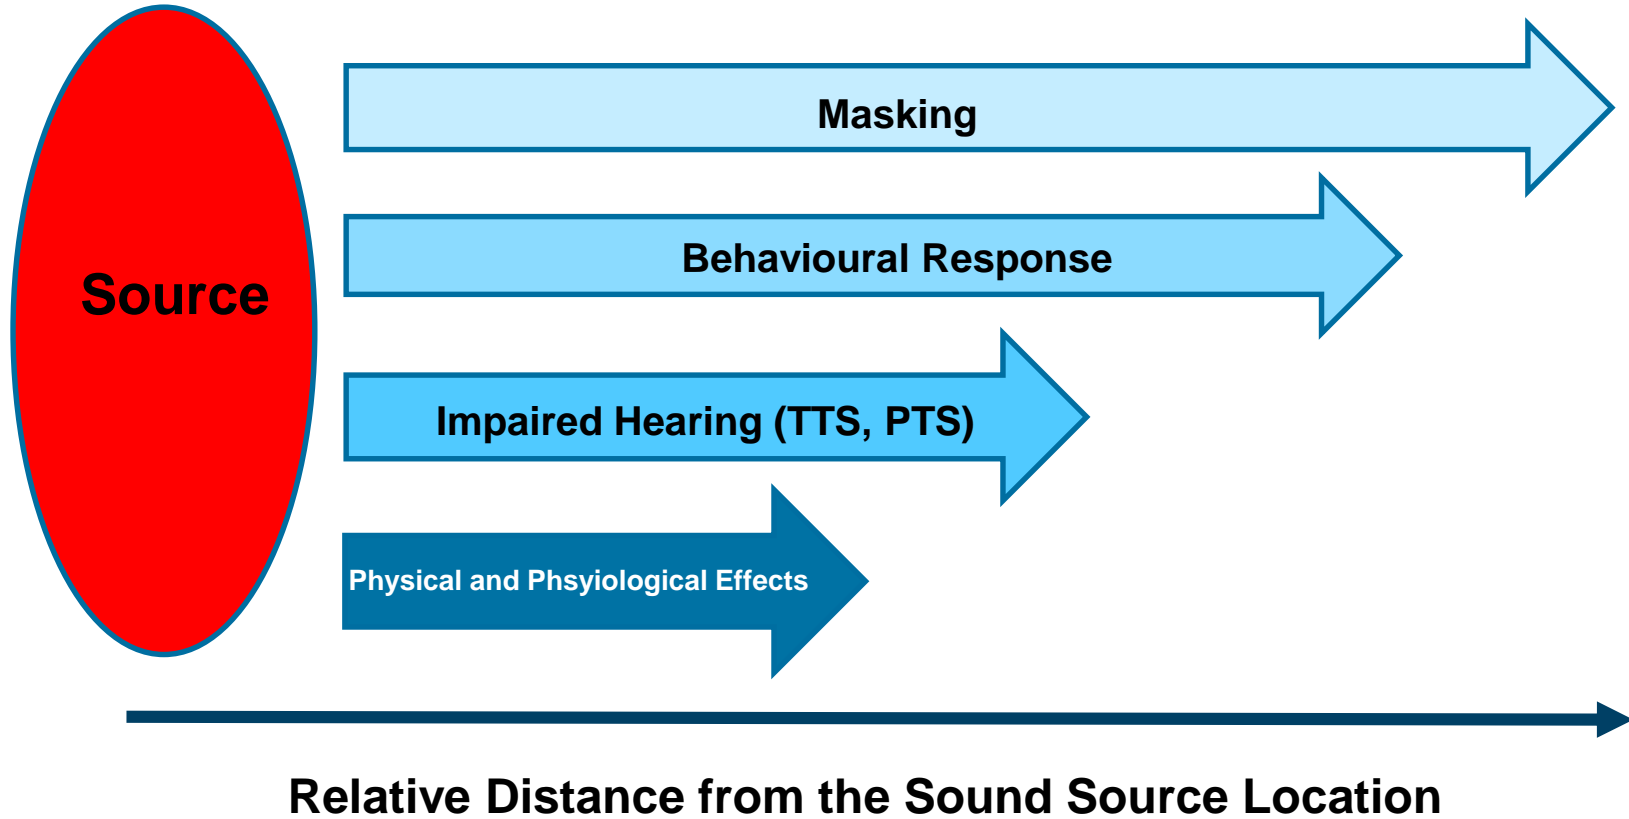 Masking
Behavioural Response
Source
Impaired Hearing (TTS, PTS)
Physical and Phsyiological Effects
Relative Distance from the Sound Source Location